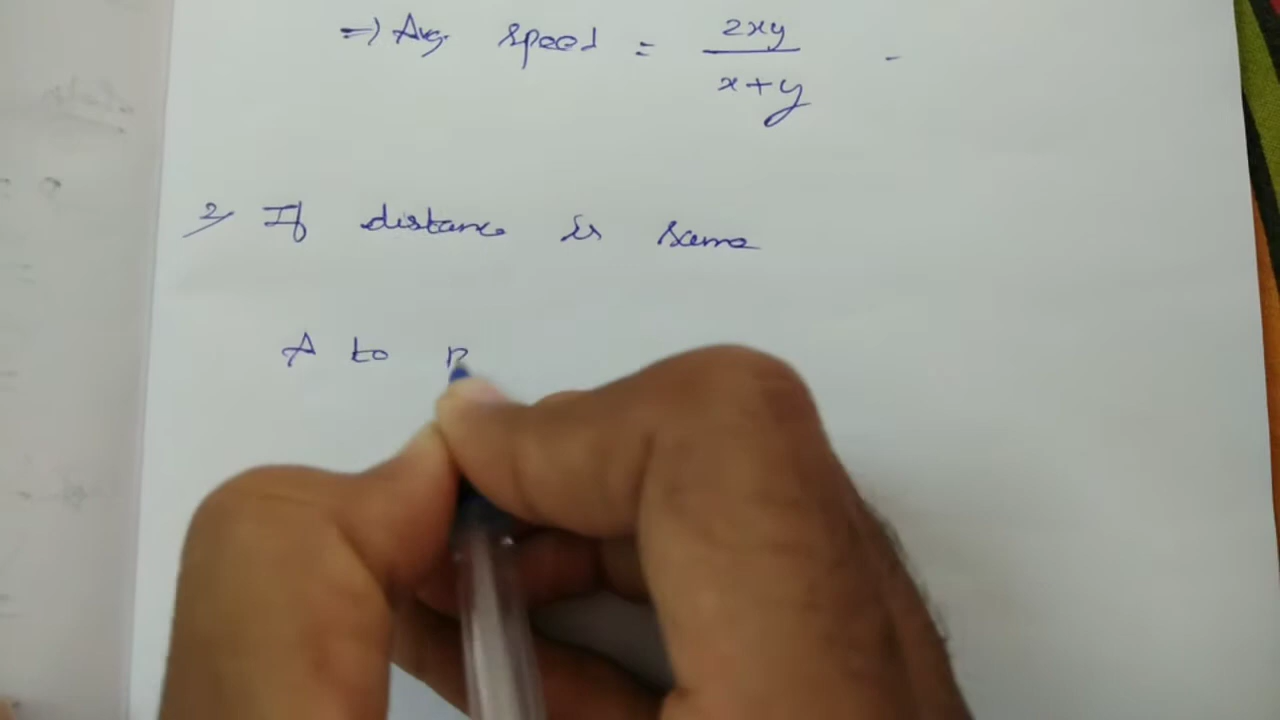 => Avg. speed = 2xy / x+y -
2) If distance is same
A to B